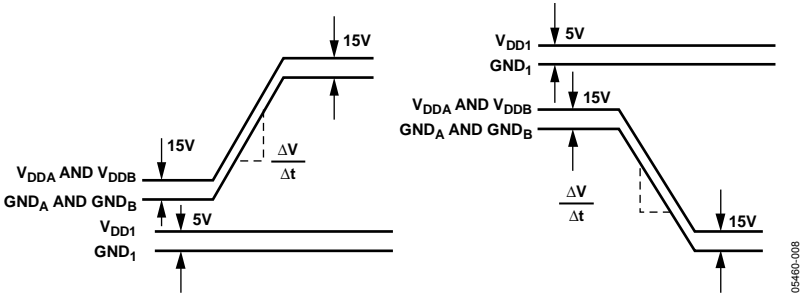 15V
15V
V_DDA AND V_DDB
GND_A AND GND_B
ΔV
Δt
5V
V_DD1
GND_1
5V
V_DD1
GND_1
15V
V_DDA AND V_DDB
GND_A AND GND_B
ΔV
Δt
15V
05460-008